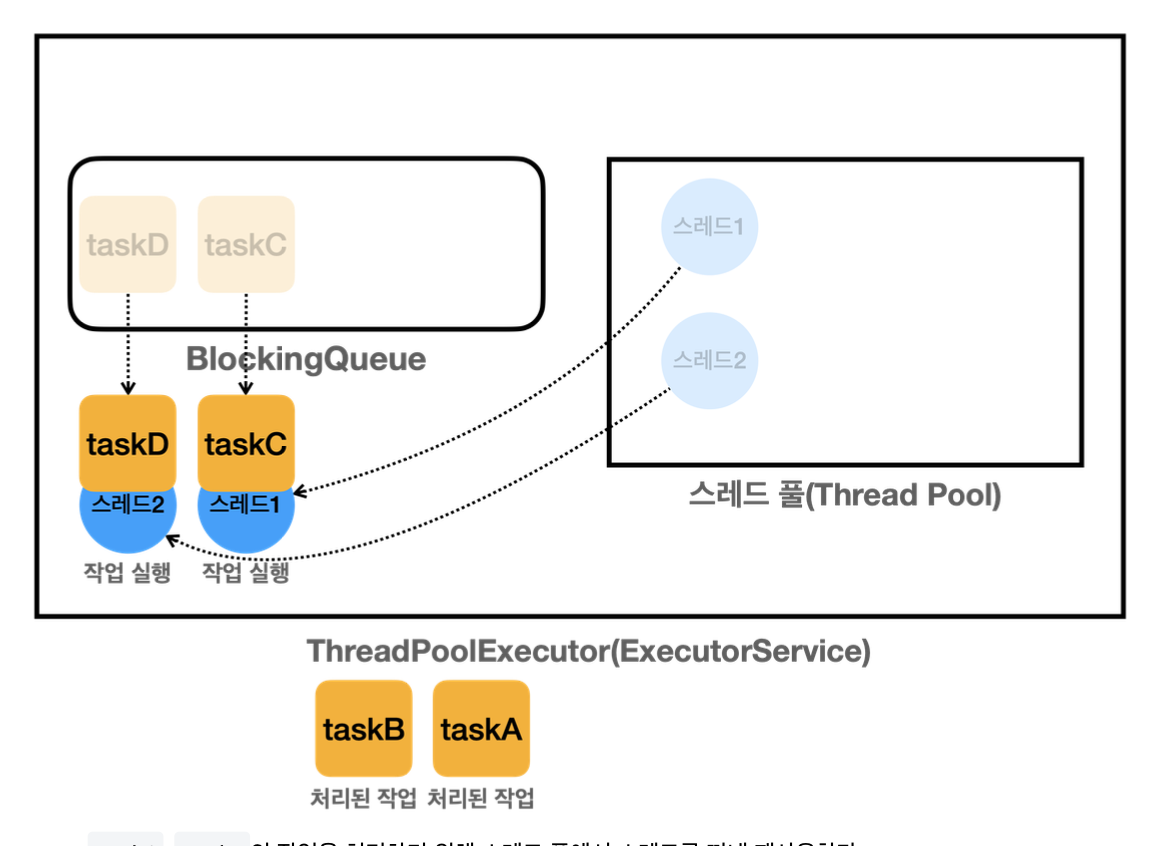 taskD taskC
스레드1
스레드2
BlockingQueue
taskD taskC
스레드2 스레드1
작업 실행 작업 실행
스레드 풀(Thread Pool)
ThreadPoolExecutor(ExecutorService)
taskB taskA
처리된 작업 처리된 작업